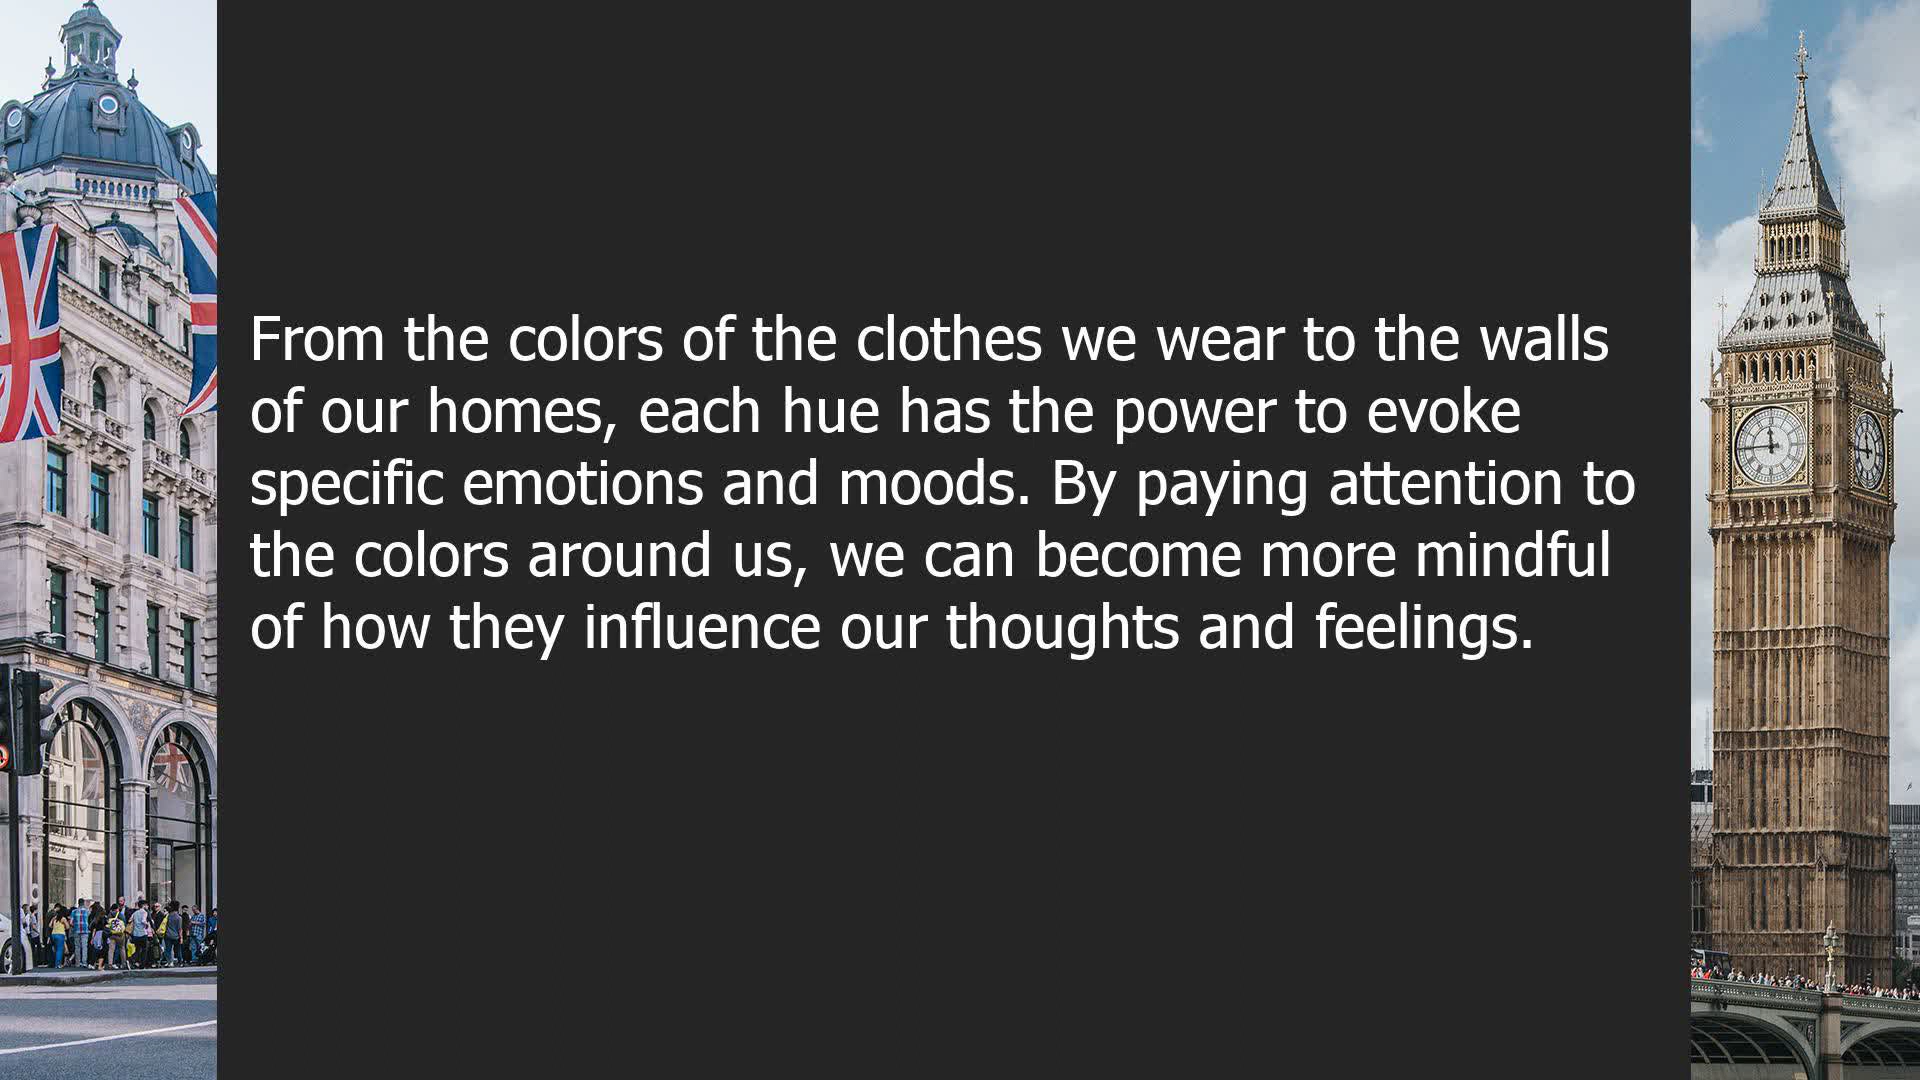 From the colors of the clothes we wear to the walls
of our homes, each hue has the power to evoke
specific emotions and moods. By paying attention to
the colors around us, we can become more mindful
of how they influence our thoughts and feelings.